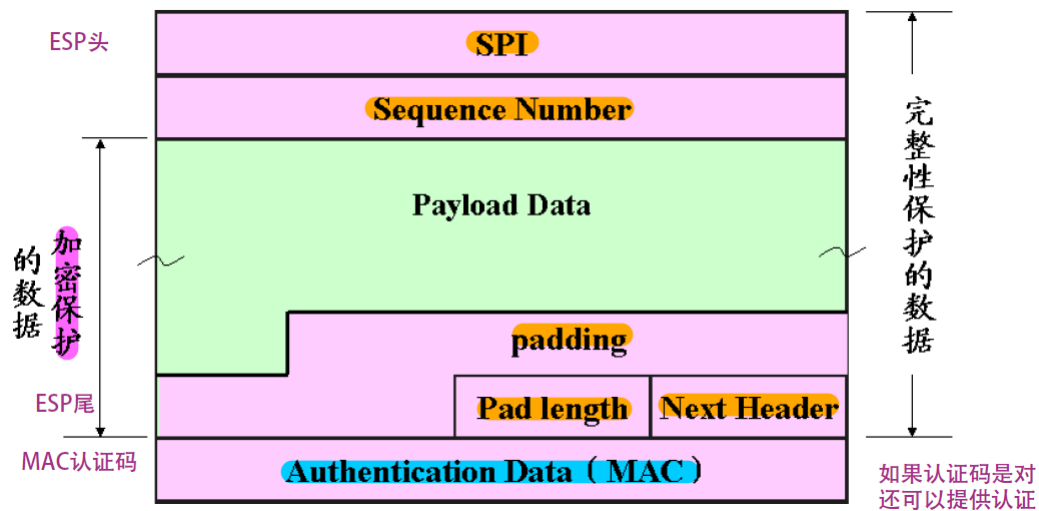 ESP头
SPI
Sequence Number
Payload Data
加密保护
的数据
完整性保护的数据
padding
ESP尾
Pad length
Next Header
MAC认证码
Authentication Data（MAC）
如果认证码是对
还可以提供认证